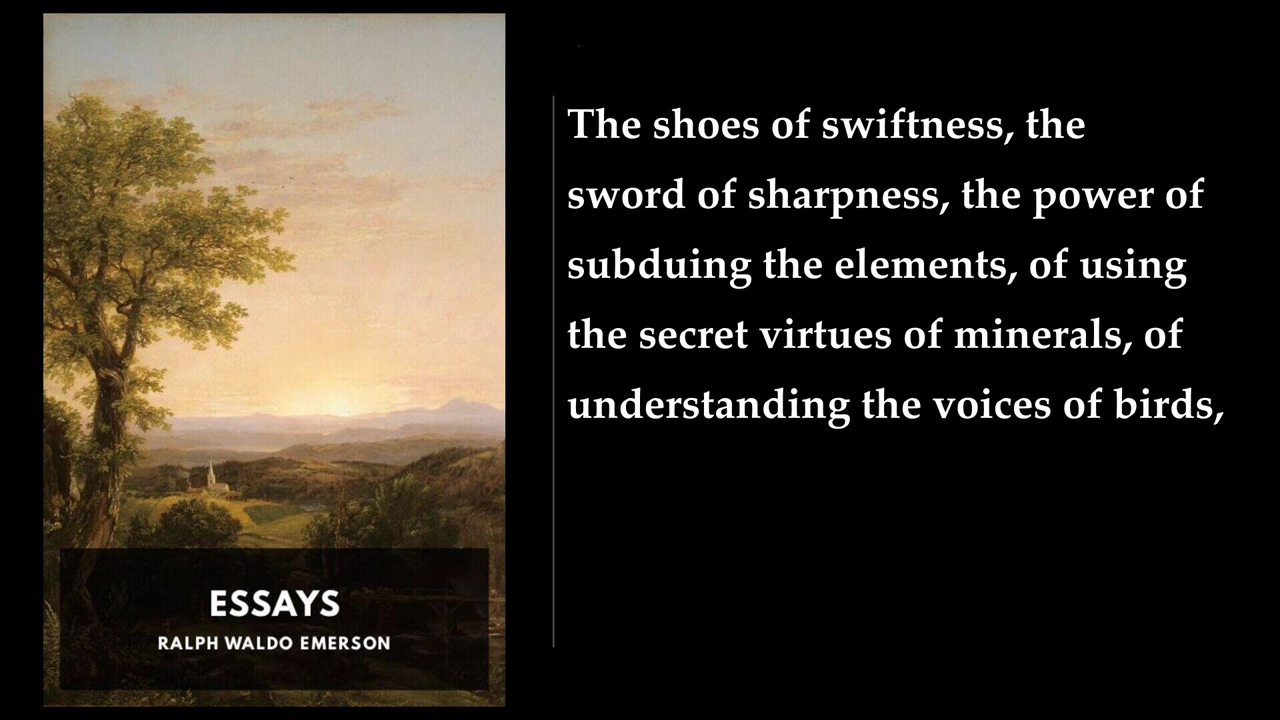 The shoes of swiftness, the
sword of sharpness, the power of
subduing the elements, of using
the secret virtues of minerals, of
understanding the voices of birds,
ESSAYS
RALPH WALDO EMERSON